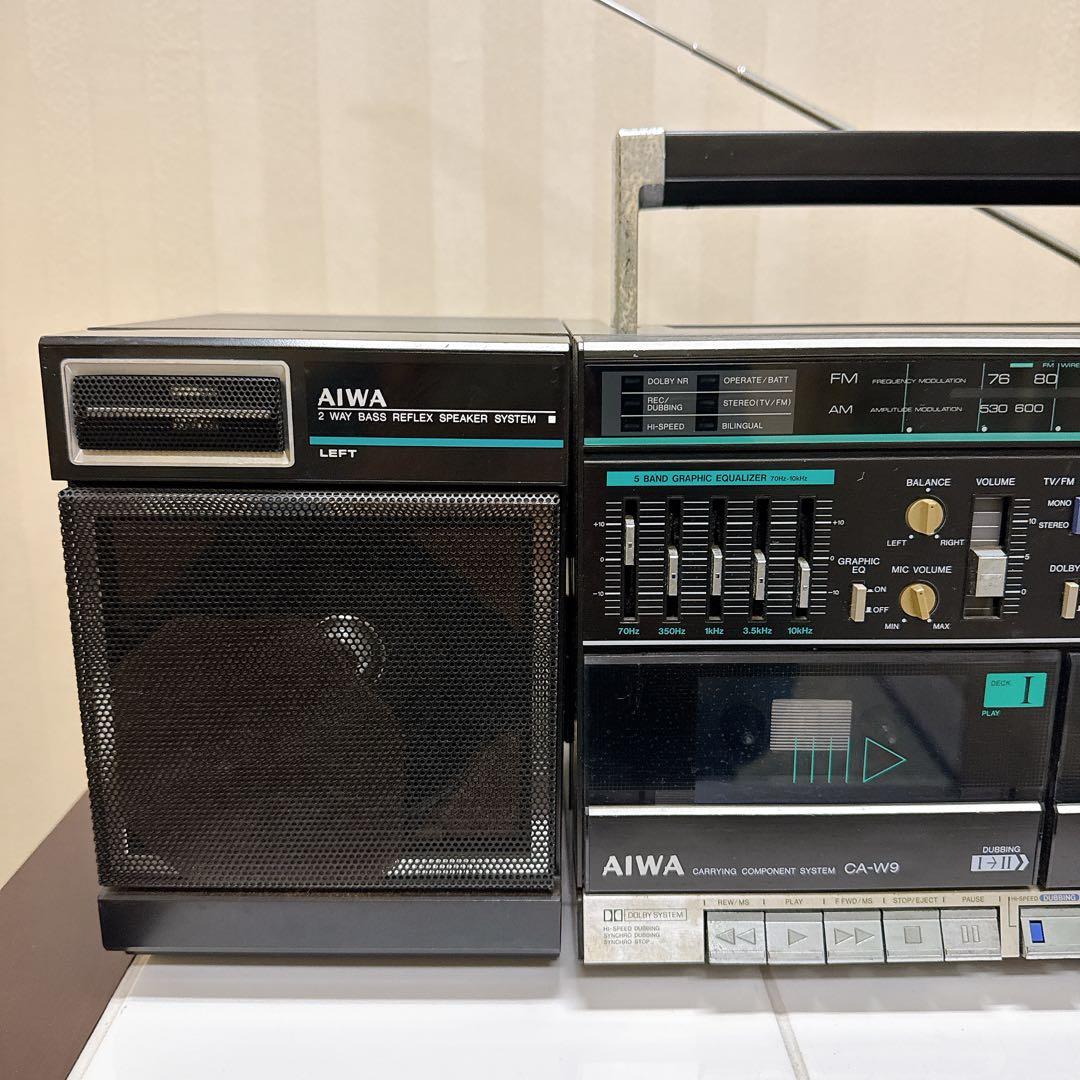 AIWA
2 WAY BASS REFLEX SPEAKER SYSTEM
LEFT
DOLBY NR OPERATE/BATT
REC/DUBBING STEREO(TV/FM)
HI-SPEED BILINGUAL
FM FREQUENCY MODULATION 76 80 FM WIRE
AM AMPLITUDE MODULATION 530 600
5 BAND GRAPHIC EQUALIZER 70Hz-10kHz
+10 +10
0 0
-10 -10
70Hz 350Hz 1kHz 3.5kHz 10kHz
BALANCE
LEFT RIGHT
GRAPHIC EQ
ON
OFF
MIC VOLUME
MIN MAX
VOLUME
10
5
0
TV/FM
MONO
STEREO
DOLBY
DECK I
PLAY
AIWA CARRYING COMPONENT SYSTEM CA-W9
DUBBING
I→II
DOLBY SYSTEM
HI-SPEED DUBBING
SYNCHRO DUBBING
SYNCHRO STOP
REW/MS PLAY F FWD/MS STOP/EJECT PAUSE
HI-SPEED DUBBING